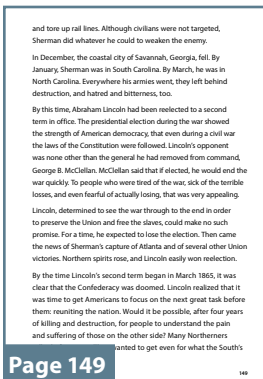 and tore up rail lines. Although civilians were not targeted,
Sherman did whatever he could to weaken the enemy.
In December, the coastal city of Savannah, Georgia, fell. By
January, Sherman was in South Carolina. By March, he was in
North Carolina. Everywhere his armies went, they left behind
destruction, and hatred and bitterness, too.
By this time, Abraham Lincoln had been reelected to a second
term in office. The presidential election during the war showed
the strength of American democracy, that even during a civil war
the laws of the Constitution were followed. Lincoln's opponent
was none other than the general he had removed from command,
George B. McClellan. McClellan said that if elected, he would end the
war quickly. To people who were tired of the war, sick of the terrible
losses, and even fearful of actually losing, that was very appealing.
Lincoln, determined to see the war through to the end in order
to preserve the Union and free the slaves, could make no such
promise. For a time, he expected to lose the election. Then came
the news of Sherman's capture of Atlanta and of several other Union
victories. Northern spirits rose, and Lincoln easily won reelection.
By the time Lincoln's second term began in March 1865, it was
clear that the Confederacy was doomed. Lincoln realized that it
was time to get Americans to focus on the next great task before
them: reuniting the nation. Would it be possible, after four years
of killing and destruction, for people to understand the pain
and suffering of those on the other side? Many Northerners
wanted to get even for what the South's
Page 149
149